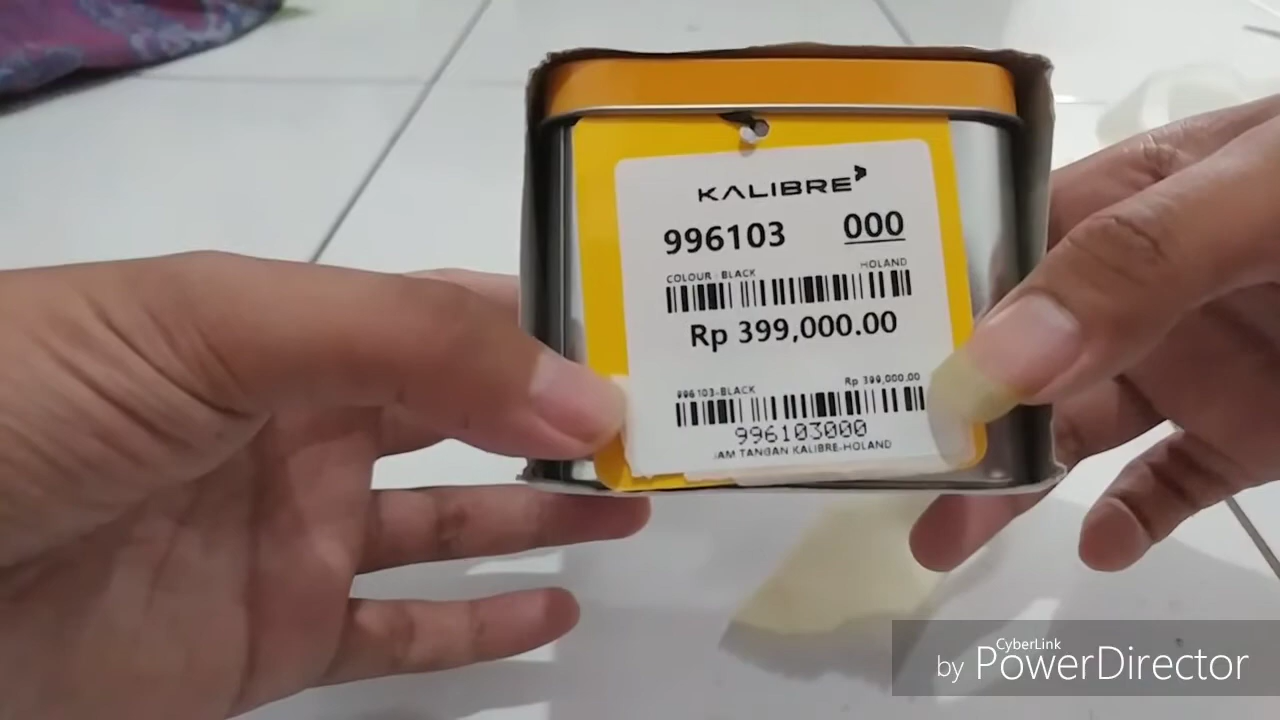 KALIBRE
996103 000
COLOUR : BLACK HOLAND
Rp 399,000.00
996103-BLACK Rp 399,000.00
996103000
JAM TANGAN KALIBRE-HOLAND
CyberLink
by PowerDirector